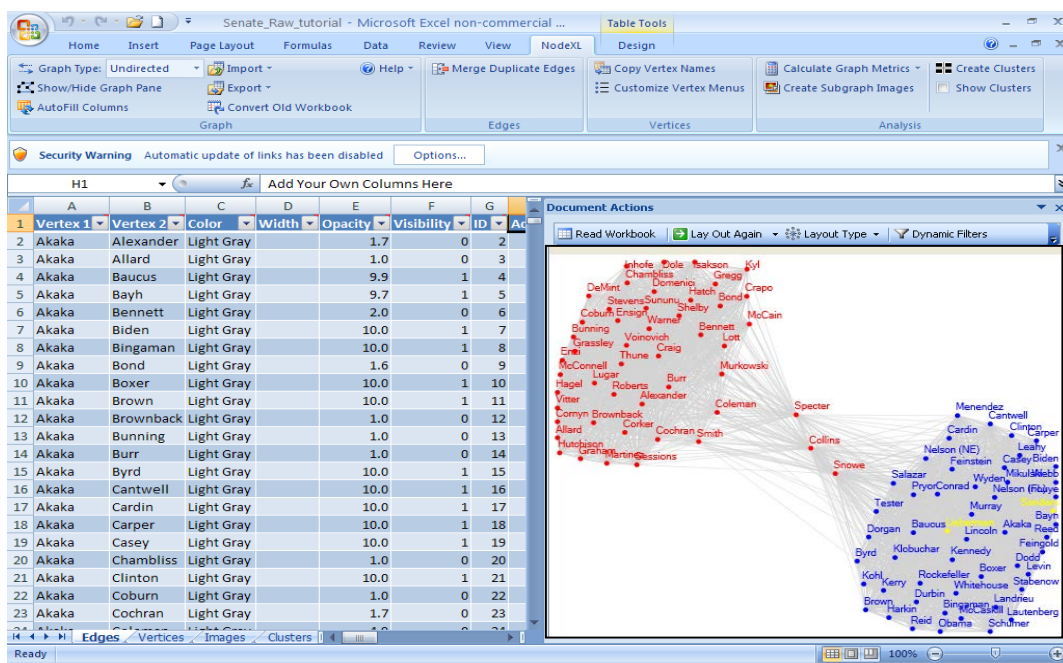 Senate_Raw_tutorial - Microsoft Excel non-commercial ...
Table Tools
Home Insert Page Layout Formulas Data Review View NodeXL Design
Graph Type: Undirected Import Help Merge Duplicate Edges Copy Vertex Names Calculate Graph Metrics Create Clusters
Show/Hide Graph Pane Export Customize Vertex Menus Create Subgraph Images Show Clusters
AutoFill Columns Convert Old Workbook
Graph Edges Vertices Analysis
Security Warning Automatic update of links has been disabled Options...
H1 fx Add Your Own Columns Here
A B C D E F G
1 Vertex 1 Vertex 2 Color Width Opacity Visibility ID
2 Akaka Alexander Light Gray 1.7 0 2
3 Akaka Allard Light Gray 1.0 0 3
4 Akaka Baucus Light Gray 9.9 1 4
5 Akaka Bayh Light Gray 9.7 1 5
6 Akaka Bennett Light Gray 2.0 0 6
7 Akaka Biden Light Gray 10.0 1 7
8 Akaka Bingaman Light Gray 10.0 1 8
9 Akaka Bond Light Gray 1.6 0 9
10 Akaka Boxer Light Gray 10.0 1 10
11 Akaka Brown Light Gray 10.0 1 11
12 Akaka Brownback Light Gray 1.0 0 12
13 Akaka Bunning Light Gray 1.0 0 13
14 Akaka Burr Light Gray 1.0 0 14
15 Akaka Byrd Light Gray 10.0 1 15
16 Akaka Cantwell Light Gray 10.0 1 16
17 Akaka Cardin Light Gray 10.0 1 17
18 Akaka Carper Light Gray 10.0 1 18
19 Akaka Casey Light Gray 10.0 1 19
20 Akaka Chambliss Light Gray 1.0 0 20
21 Akaka Clinton Light Gray 10.0 1 21
22 Akaka Coburn Light Gray 1.0 0 22
23 Akaka Cochran Light Gray 1.7 0 23
Edges Vertices Images Clusters
Ready 100%
Document Actions
Read Workbook Lay Out Again Layout Type Dynamic Filters
Inhofe Dole Isakson Kyl
Chambliss Gregg
DeMint Domenici Hatch Crapo
Stevens Sununu Shelby Bond
Coburn Ensign Warner McCain
Bunning Bennett
Grassley Voinovich Lott
Enzi Thune Craig
McConnell Murkowski
Hagel Lugar Roberts Burr
Vitter Alexander
Coleman Specter
Cornyn Brownback
Allard Corker Cochran Smith
Hutchison Collins
Graham Martinez Sessions
Snowe
Menendez
Cantwell
Cardin Clinton Carper
Nelson (NE) Leahy
Feinstein Casey Biden
Salazar Wyden Mikulski Webb
Pryor Conrad Nelson (FL) Inouye
Tester Murray
Dorgan Baucus Lincoln Akaka Bayh Reed
Byrd Klobuchar Kennedy Feingold
Dodd
Kohl Kerry Rockefeller Boxer Levin
Whitehouse Stabenow
Brown Durbin Landrieu
Harkin Bingaman McCaskill Lautenberg
Reid Obama Schumer